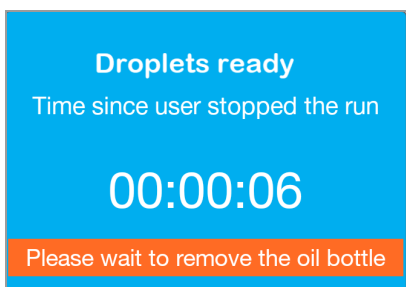 Droplets ready
Time since user stopped the run
00:00:06
Please wait to remove the oil bottle